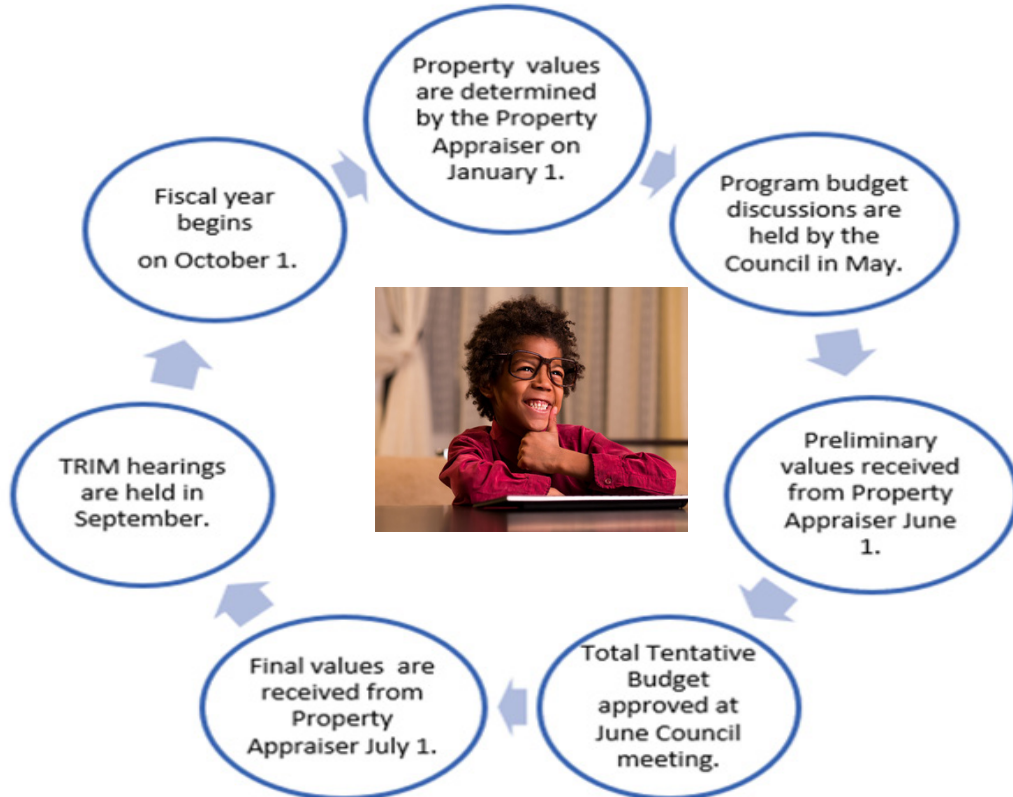 Property values
are determined
by the Property
Appraiser on
January 1.
Program budget
discussions are
held by the
Council in May.
Preliminary
values received
from Property
Appraiser June
1.
Total Tentative
Budget
approved at
June Council
meeting.
Final values are
received from
Property
Appraiser July 1.
TRIM hearings
are held in
September.
Fiscal year
begins
on October 1.